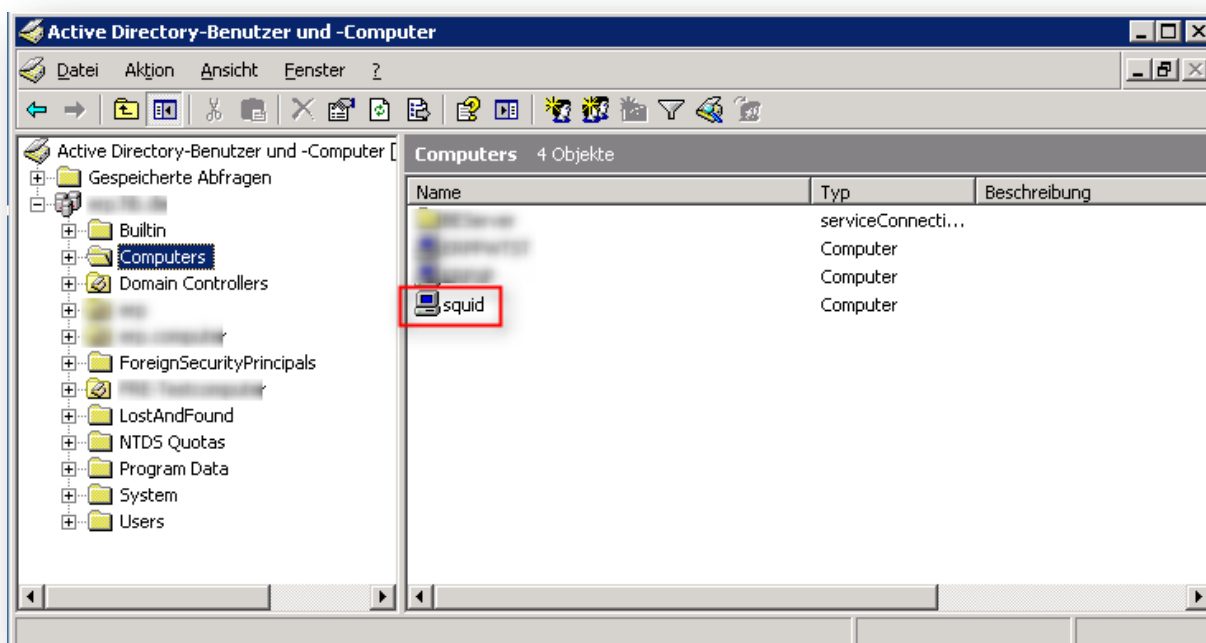 Active Directory-Benutzer und -Computer
Datei Aktion Ansicht Fenster ?
Active Directory-Benutzer und -Computer [
Gespeicherte Abfragen
Builtin
Computers
Domain Controllers
ForeignSecurityPrincipals
LostAndFound
NTDS Quotas
Program Data
System
Users
Computers 4 Objekte
Name Typ Beschreibung
serviceConnecti...
Computer
Computer
squid Computer